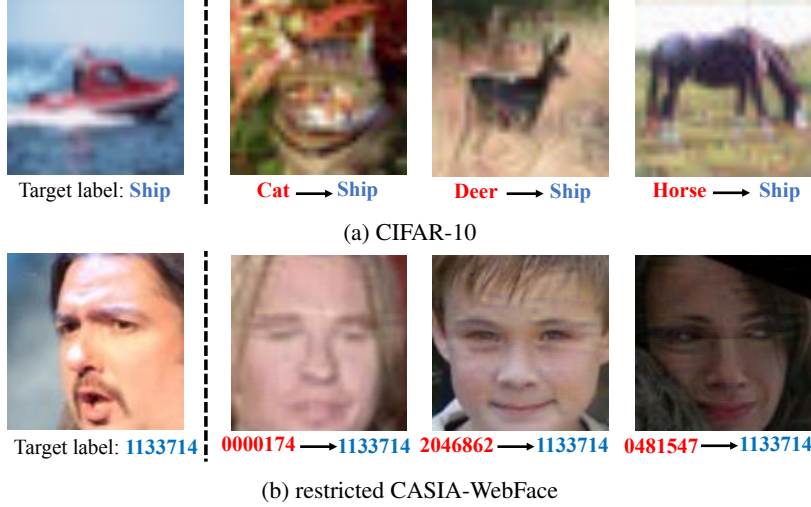 Target label: Ship
Cat → Ship
Deer → Ship
Horse → Ship
(a) CIFAR-10
Target label: 1133714
0000174 → 1133714
2046862 → 1133714
0481547 → 1133714
(b) restricted CASIA-WebFace